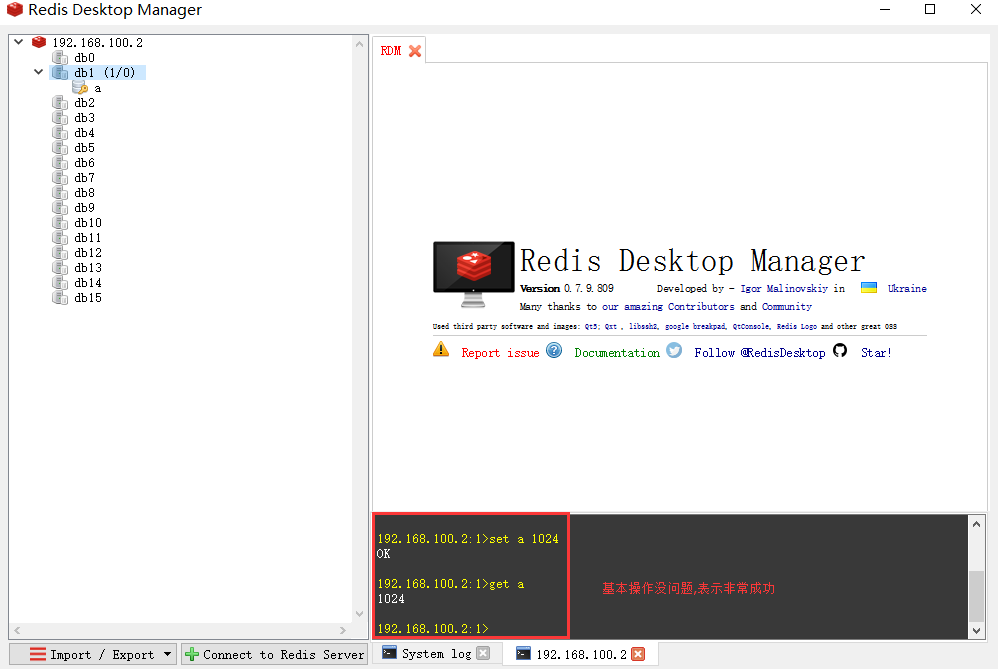 Redis Desktop Manager
192.168.100.2
db0
db1 (1/0)
a
db2
db3
db4
db5
db6
db7
db8
db9
db10
db11
db12
db13
db14
db15
RDM
Redis Desktop Manager
Version 0.7.9.809 Developed by - Igor Malinovskiy in Ukraine
Many thanks to our amazing Contributors and Community
Used third party software and images: Qt5; Qxt , libssh2, google breakpad, QtConsole, Redis Logo and other great OSS
Report issue Documentation Follow @RedisDesktop Star!
192.168.100.2:1>set a 1024
OK
192.168.100.2:1>get a
1024
192.168.100.2:1>
基本操作没问题,表示非常成功
Import / Export Connect to Redis Server System log 192.168.100.2